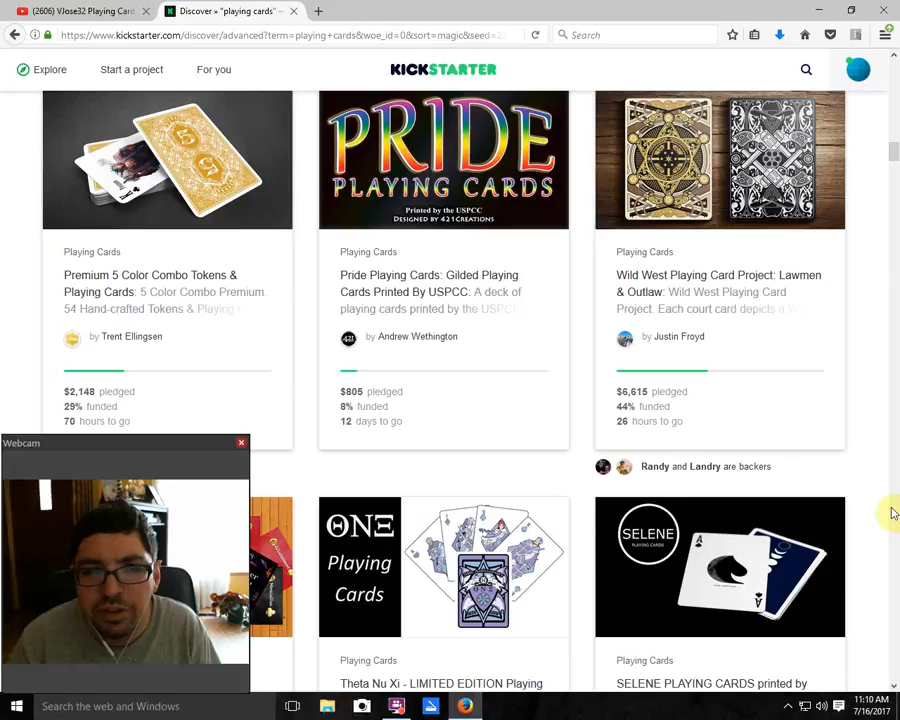 (2606) VJose32 Playing Card
Discover » "playing cards" —
https://www.kickstarter.com/discover/advanced?term=playing+cards&woe_id=0&sort=magic&seed=2
Search
Explore
Start a project
For you
KICKSTARTER
PRIDE
PLAYING CARDS
Printed by the USPCC
DESIGNED BY 421CREATIONS
Playing Cards
Premium 5 Color Combo Tokens &
Playing Cards: 5 Color Combo Premium.
54 Hand-crafted Tokens & Playing
by Trent Ellingsen
$2,148 pledged
29% funded
70 hours to go
Playing Cards
Pride Playing Cards: Gilded Playing
Cards Printed By USPCC: A deck of
playing cards printed by the USPCC
by Andrew Wethington
$805 pledged
8% funded
12 days to go
Playing Cards
Wild West Playing Card Project: Lawmen
& Outlaw: Wild West Playing Card
Project. Each court card depicts a
by Justin Froyd
$6,615 pledged
44% funded
26 hours to go
Randy and Landry are backers
Webcam
ΘΝΞ
Playing
Cards
SELENE
PLAYING CARDS
A
Playing Cards
Theta Nu Xi - LIMITED EDITION Playing
Playing Cards
SELENE PLAYING CARDS printed by
Search the web and Windows
11:10 AM
7/16/2017